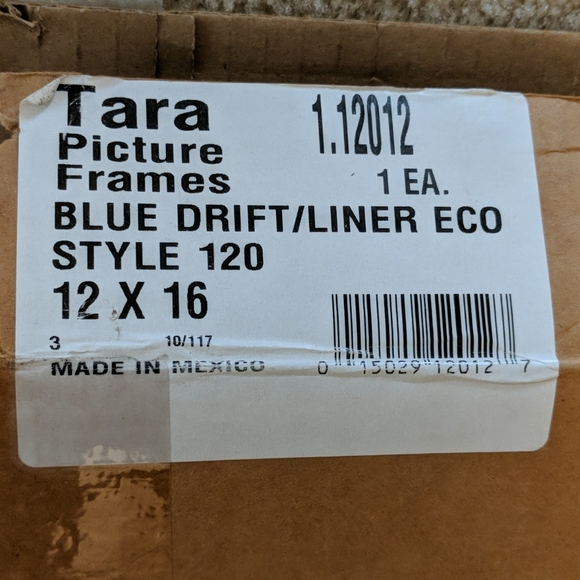 Tara 1.12012
Picture
Frames 1 EA.
BLUE DRIFT/LINER ECO
STYLE 120
12 X 16
3 10/117
MADE IN MEXICO 0 15029 12012 7